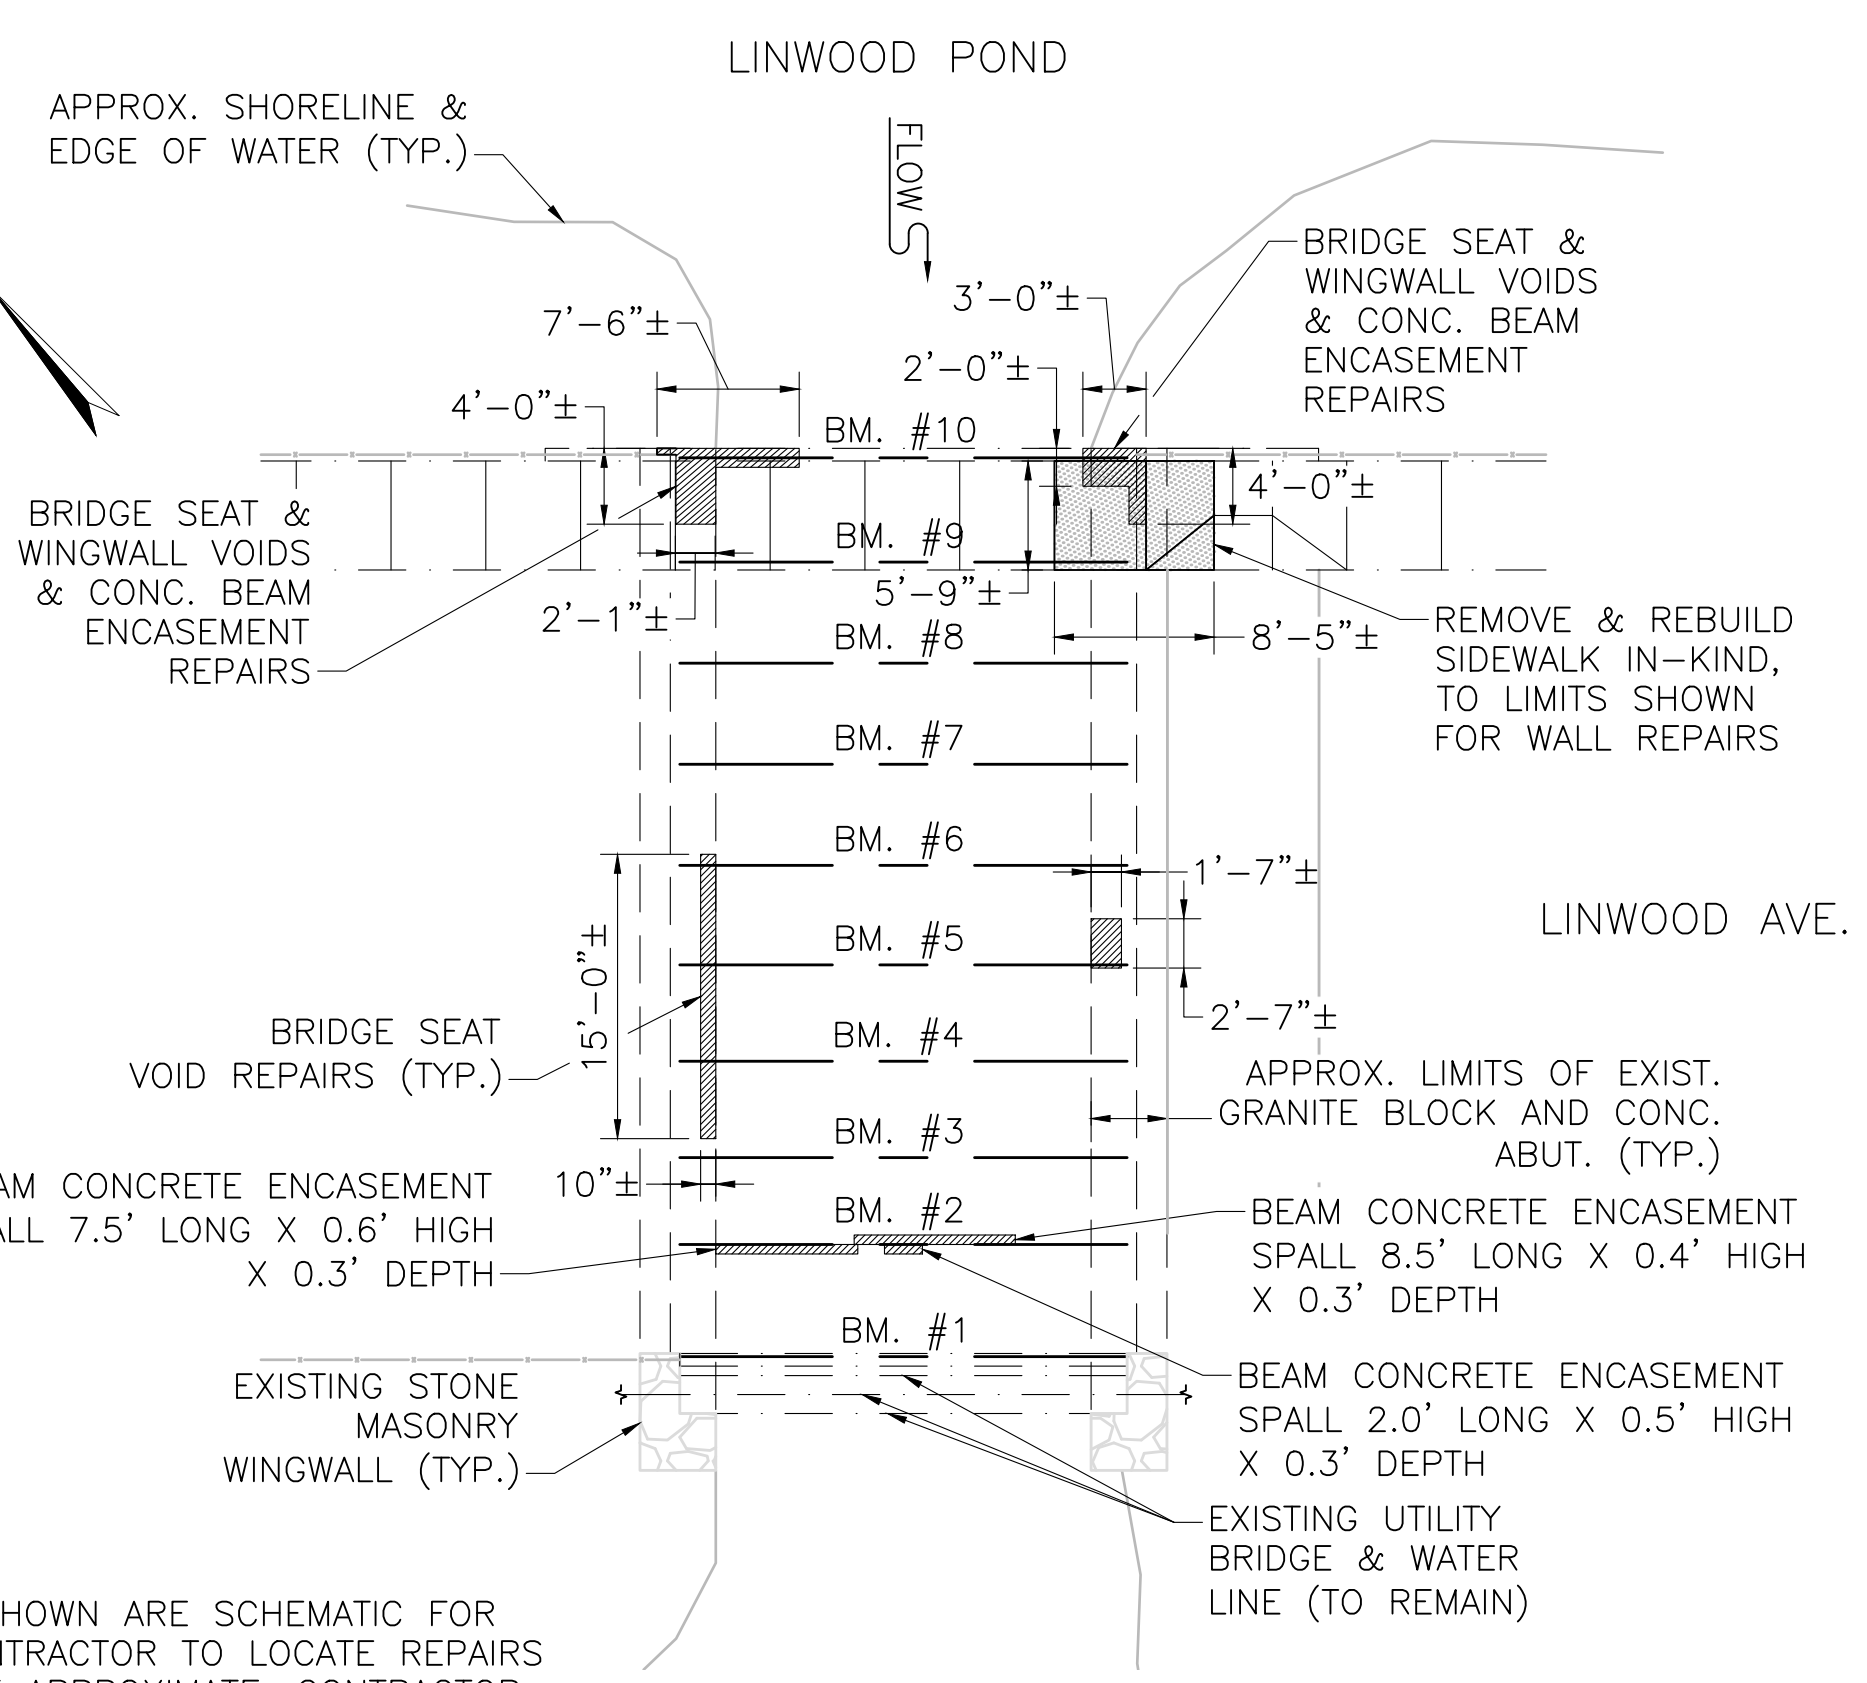 LINWOOD POND
APPROX. SHORELINE &
EDGE OF WATER (TYP.)
FLOW
BRIDGE SEAT &
WINGWALL VOIDS
& CONC. BEAM
ENCASEMENT
REPAIRS
3'-0"±
7'-6"±
2'-0"±
4'-0"±
BM. #10
4'-0"±
BRIDGE SEAT &
WINGWALL VOIDS
& CONC. BEAM
ENCASEMENT
REPAIRS
BM. #9
5'-9"±
2'-1"±
BM. #8
8'-5"±
REMOVE & REBUILD
SIDEWALK IN-KIND,
TO LIMITS SHOWN
FOR WALL REPAIRS
BM. #7
BM. #6
1'-7"±
LINWOOD AVE.
BM. #5
15'-0"±
2'-7"±
BRIDGE SEAT
VOID REPAIRS (TYP.)
BM. #4
APPROX. LIMITS OF EXIST.
GRANITE BLOCK AND CONC.
ABUT. (TYP.)
BM. #3
10"±
AM CONCRETE ENCASEMENT
ALL 7.5' LONG X 0.6' HIGH
X 0.3' DEPTH
BM. #2
BEAM CONCRETE ENCASEMENT
SPALL 8.5' LONG X 0.4' HIGH
X 0.3' DEPTH
BM. #1
BEAM CONCRETE ENCASEMENT
SPALL 2.0' LONG X 0.5' HIGH
X 0.3' DEPTH
EXISTING STONE
MASONRY
WINGWALL (TYP.)
EXISTING UTILITY
BRIDGE & WATER
LINE (TO REMAIN)
HOWN ARE SCHEMATIC FOR
NTRACTOR TO LOCATE REPAIRS
APPROXIMATE. CONTRACTOR